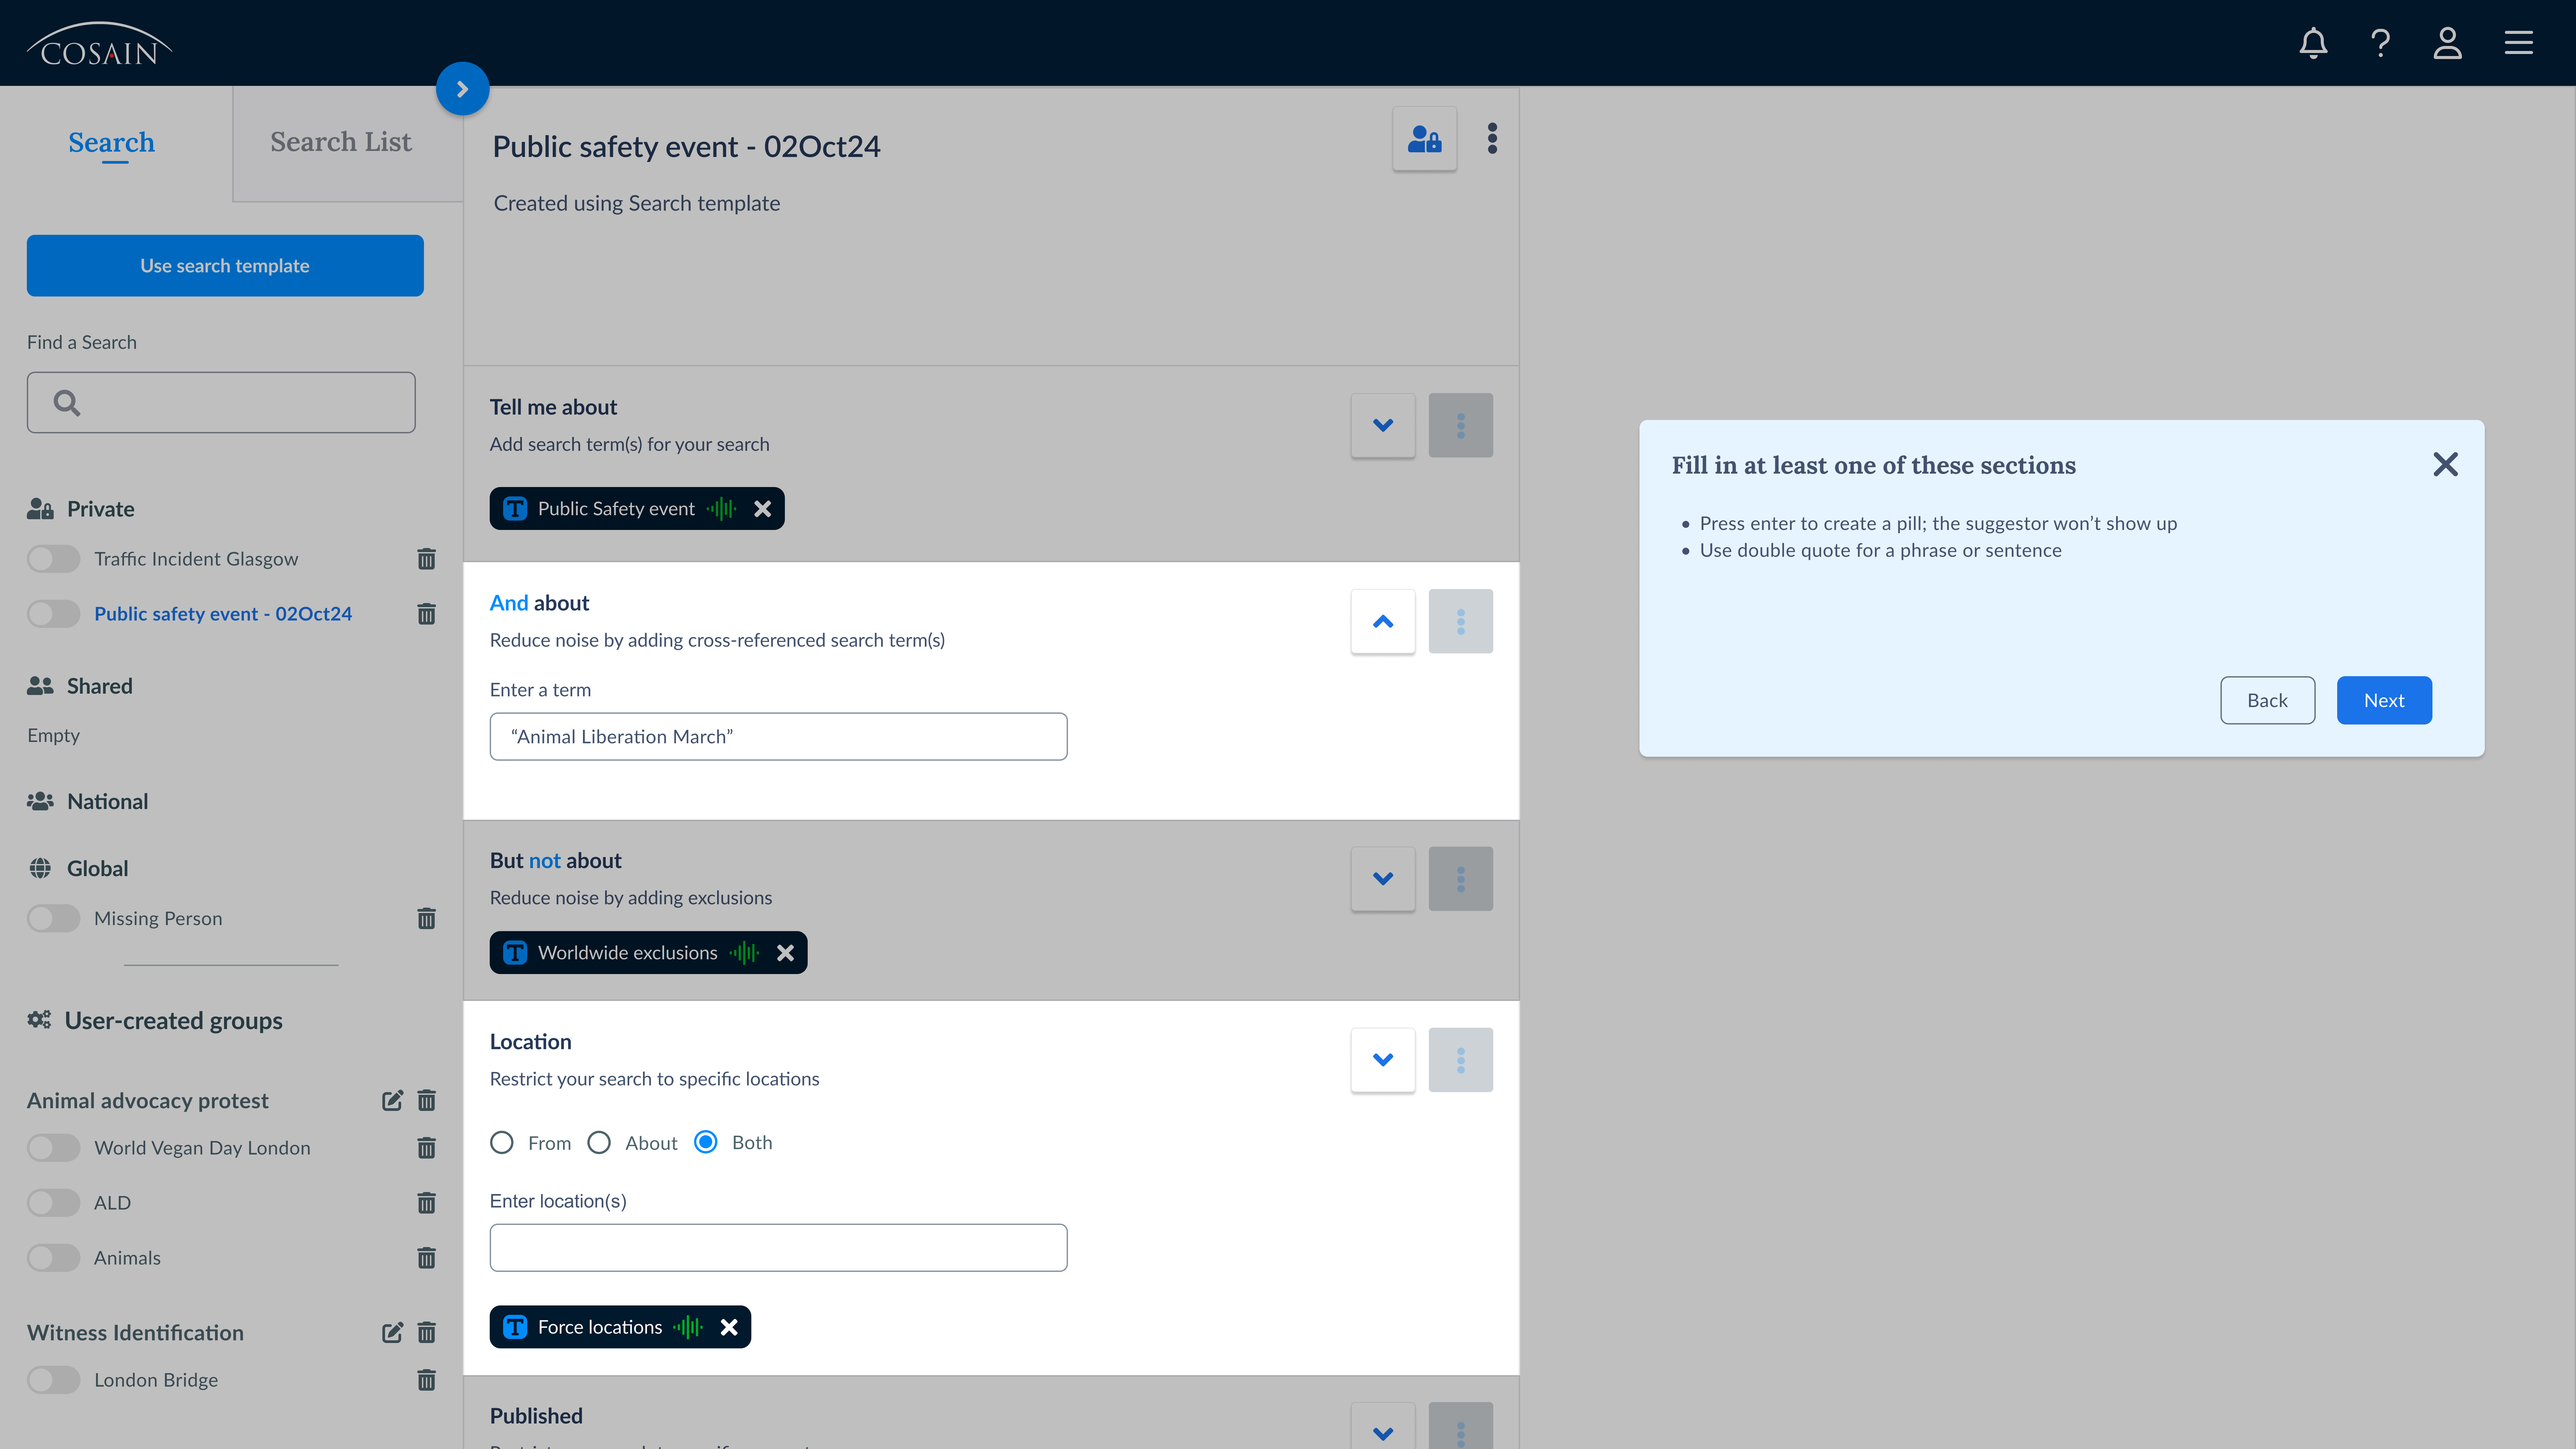 COSAIN
Search
Search List
Use search template
Find a Search
Private
Traffic Incident Glasgow
Public safety event - 02Oct24
Shared
Empty
National
Global
Missing Person
User-created groups
Animal advocacy protest
World Vegan Day London
ALD
Animals
Witness Identification
London Bridge
Public safety event - 02Oct24
Created using Search template
Tell me about
Add search term(s) for your search
T Public Safety event
And about
Reduce noise by adding cross-referenced search term(s)
Enter a term
“Animal Liberation March”
But not about
Reduce noise by adding exclusions
T Worldwide exclusions
Location
Restrict your search to specific locations
From About Both
Enter location(s)
T Force locations
Published
Fill in at least one of these sections
• Press enter to create a pill; the suggestor won’t show up
• Use double quote for a phrase or sentence
Back Next